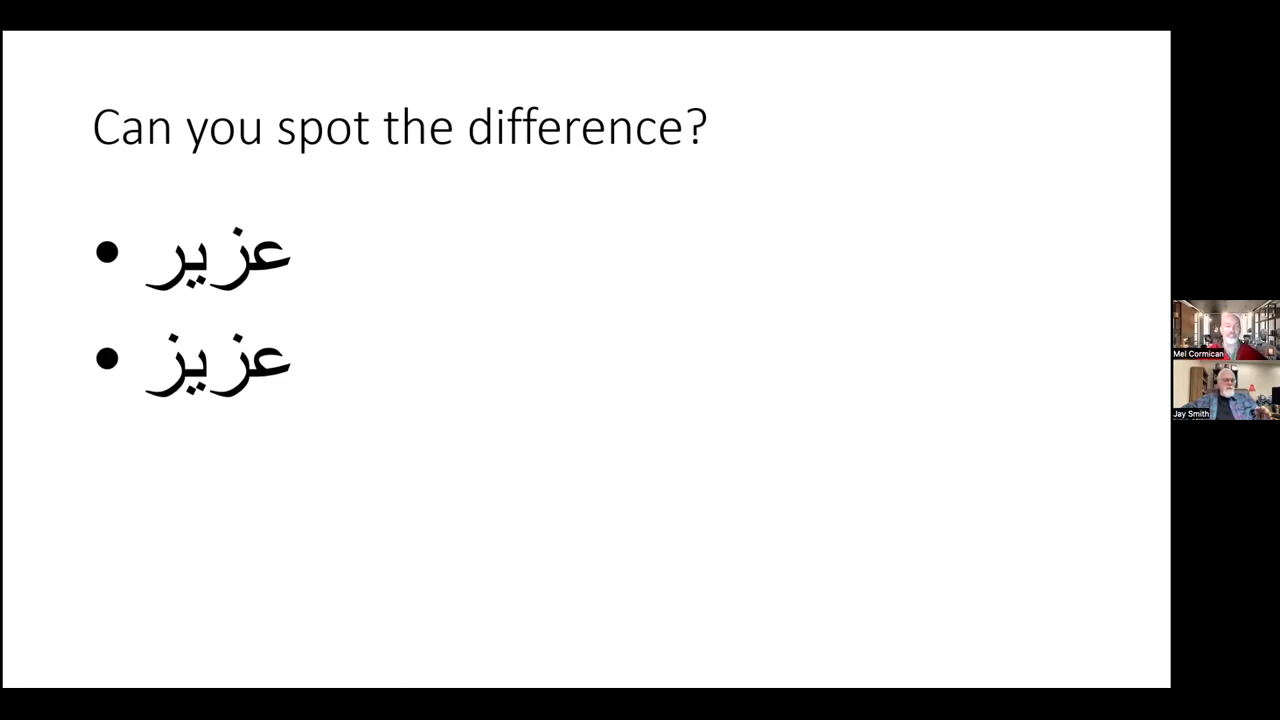 Can you spot the difference?
• عزير
• عزيز
Mel Cormican
Jay Smith